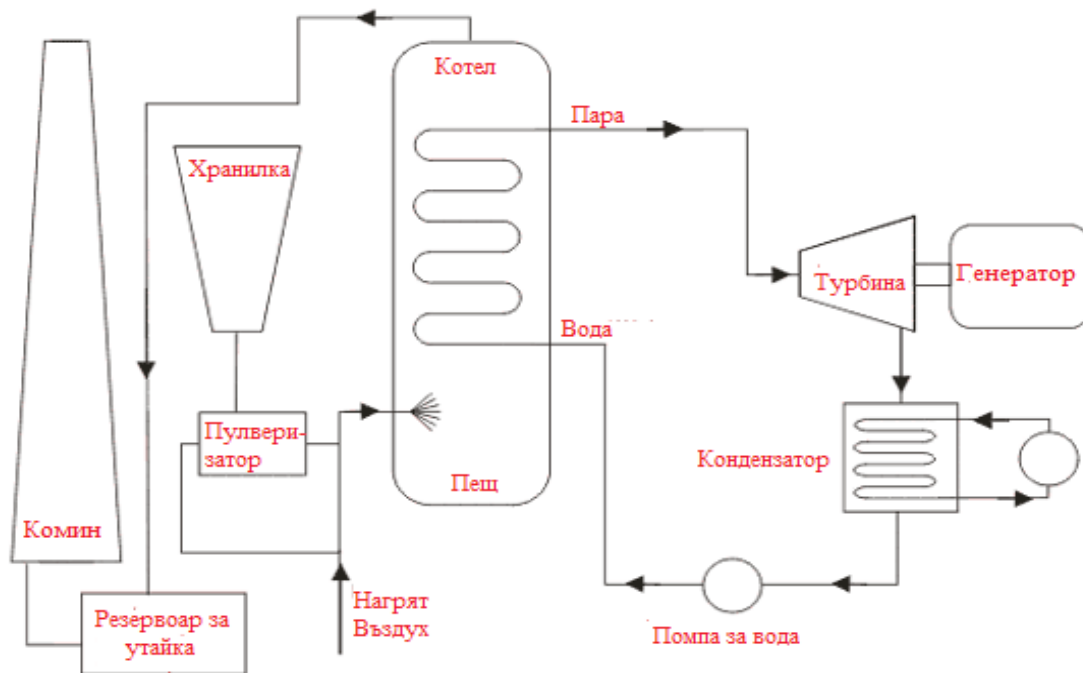 Котел
Пара
Хранилка
Турбина
Генератор
Вода
Пулвери-
затор
Кондензатор
Пещ
Комин
Нагрят
Въздух
Резервоар за
утайка
Помпа за вода